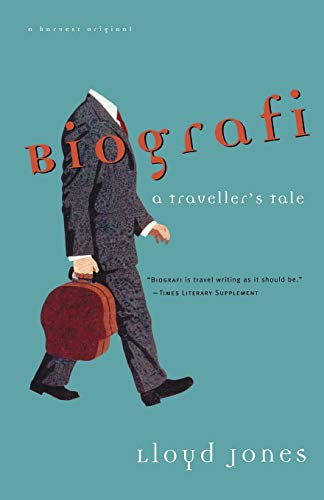 a harvest original
Biografi
a traveller's tale
"BIOGRAFI is travel writing as it should be."
—TIMES LITERARY SUPPLEMENT
Lloyd Jones